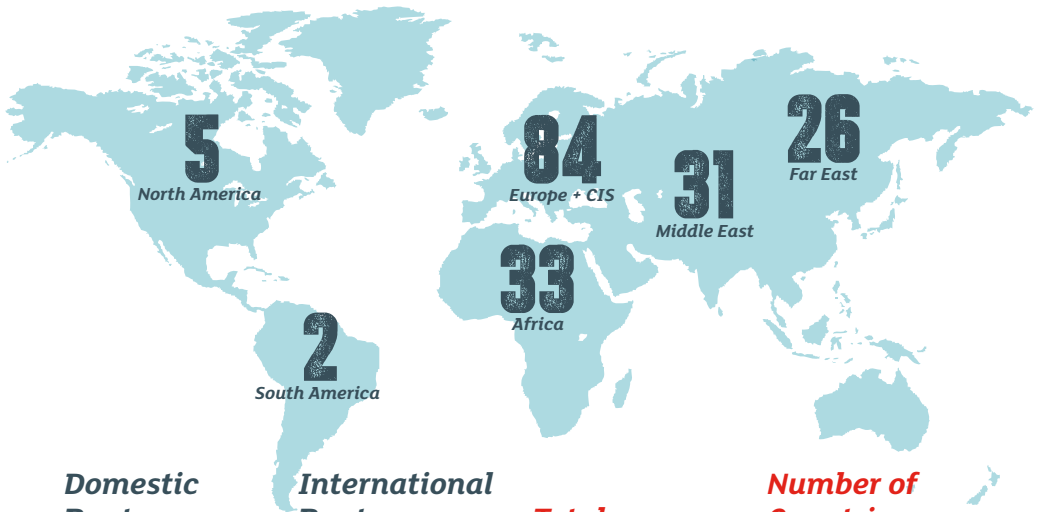 5
North America
84
Europe + CIS
26
Far East
31
Middle East
33
Africa
2
South America
Domestic
International
Number of